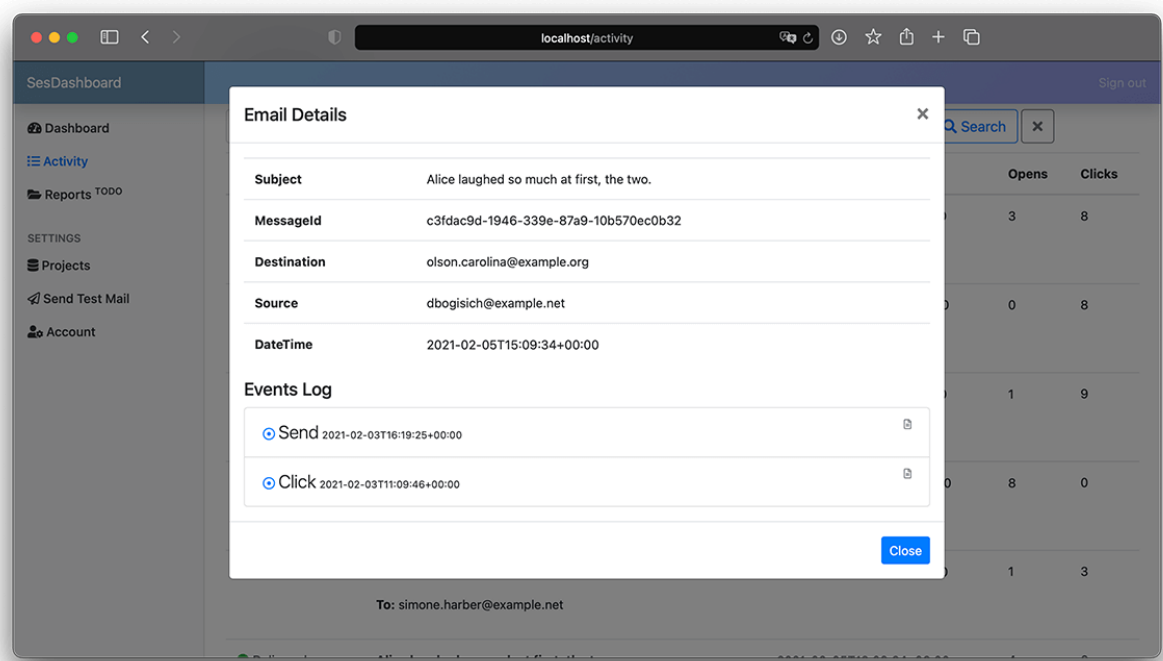 localhost/activity
SesDashboard
Sign out
Dashboard
Activity
Reports TODO
SETTINGS
Projects
Send Test Mail
Account
Search
Opens Clicks
3 8
0 8
1 9
8 0
1 3
Email Details
Subject Alice laughed so much at first, the two.
MessageId c3fdac9d-1946-339e-87a9-10b570ec0b32
Destination olson.carolina@example.org
Source dbogisich@example.net
DateTime 2021-02-05T15:09:34+00:00
Events Log
Send 2021-02-03T16:19:25+00:00
Click 2021-02-03T11:09:46+00:00
Close
To: simone.harber@example.net